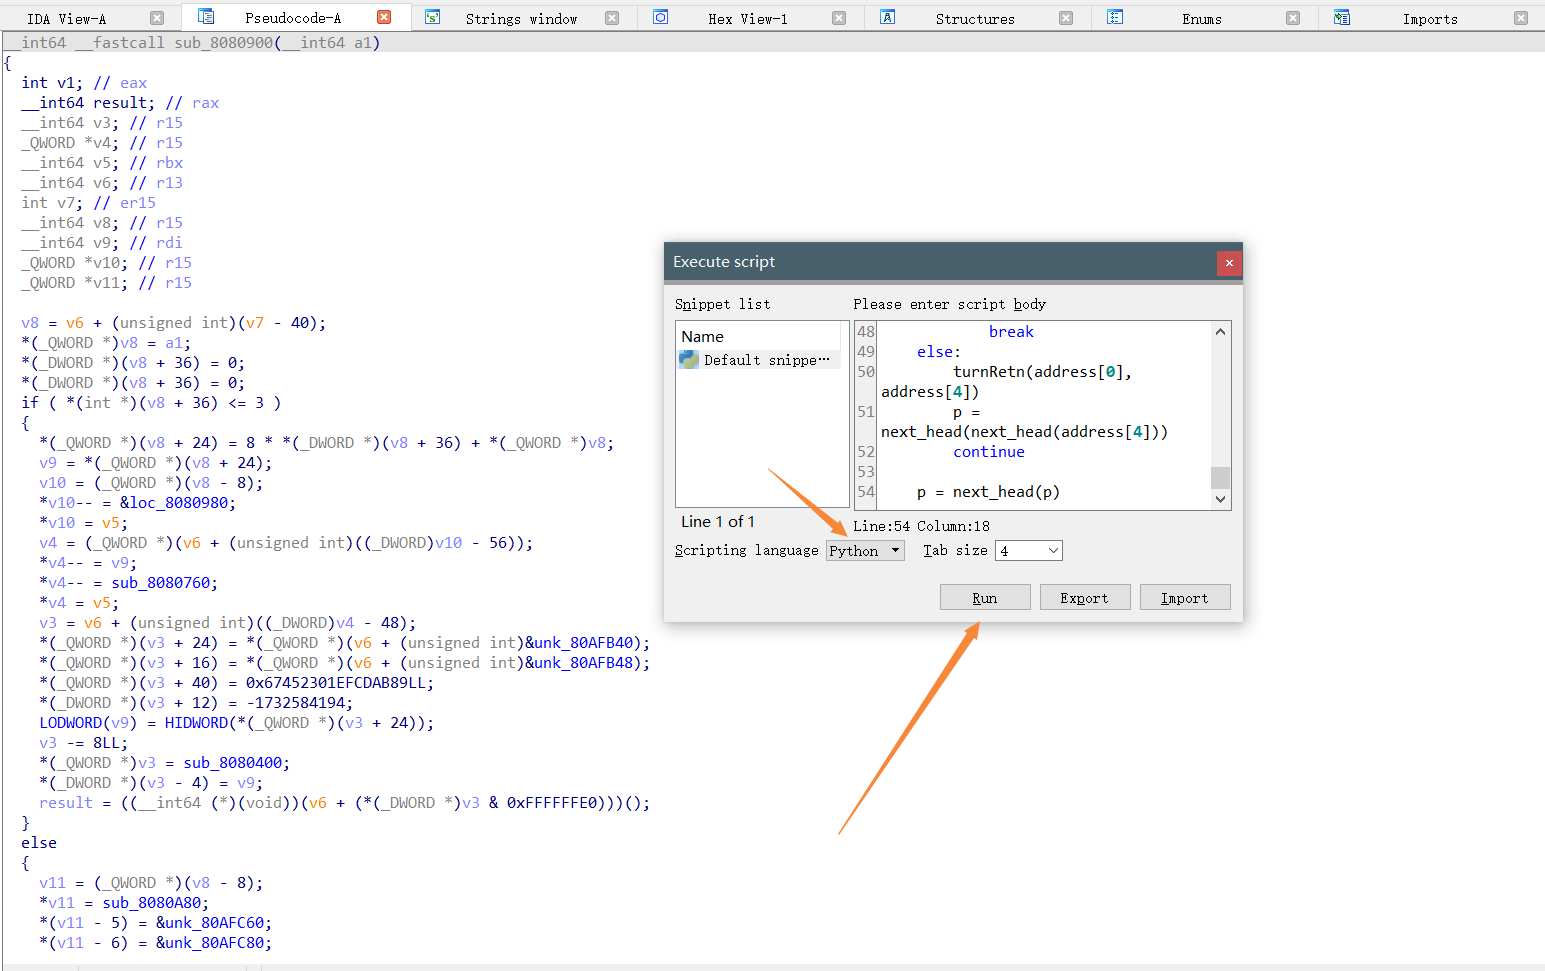 IDA View-A
Pseudocode-A
Strings window
Hex View-1
Structures
Enums
Imports
__int64 __fastcall sub_8080900(__int64 a1)
{
int v1; // eax
__int64 result; // rax
__int64 v3; // r15
_QWORD *v4; // r15
__int64 v5; // rbx
__int64 v6; // r13
int v7; // er15
__int64 v8; // r15
__int64 v9; // rdi
_QWORD *v10; // r15
_QWORD *v11; // r15
v8 = v6 + (unsigned int)(v7 - 40);
*(_QWORD *)v8 = a1;
*(_DWORD *)(v8 + 36) = 0;
*(_DWORD *)(v8 + 36) = 0;
if ( *(int *)(v8 + 36) <= 3 )
{
*(_QWORD *)(v8 + 24) = 8 * *(_DWORD *)(v8 + 36) + *(_QWORD *)v8;
v9 = *(_QWORD *)(v8 + 24);
v10 = (_QWORD *)(v8 - 8);
*v10-- = &loc_8080980;
*v10 = v5;
v4 = (_QWORD *)(v6 + (unsigned int)((_DWORD)v10 - 56));
*v4-- = v9;
*v4-- = sub_8080760;
*v4 = v5;
v3 = v6 + (unsigned int)((_DWORD)v4 - 48);
*(_QWORD *)(v3 + 24) = *(_QWORD *)(v6 + (unsigned int)&unk_80AFB40);
*(_QWORD *)(v3 + 16) = *(_QWORD *)(v6 + (unsigned int)&unk_80AFB48);
*(_QWORD *)(v3 + 40) = 0x67452301EFCDAB89LL;
*(_DWORD *)(v3 + 12) = -1732584194;
LODWORD(v9) = HIDWORD(*(_QWORD *)(v3 + 24));
v3 -= 8LL;
*(_QWORD *)v3 = sub_8080400;
*(_DWORD *)(v3 - 4) = v9;
result = ((__int64 (*)(void))(v6 + (*(_DWORD *)v3 & 0xFFFFFFE0)))();
}
else
{
v11 = (_QWORD *)(v8 - 8);
*v11 = sub_8080A80;
*(v11 - 5) = &unk_80AFC60;
*(v11 - 6) = &unk_80AFC80;
Execute script
Snippet list
Please enter script body
Name
Default snippe…
Line 1 of 1
48 break
49 else:
50 turnRetn(address[0],
address[4])
51 p =
next_head(next_head(address[4]))
52 continue
53
54 p = next_head(p)
Line:54 Column:18
Scripting language Python
Tab size 4
Run
Export
Import